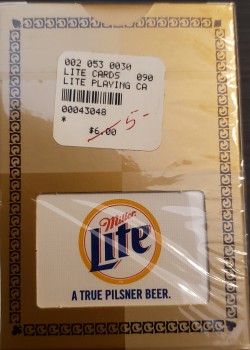 002 053 0030
LITE CARDS 090
LITE PLAYING CA
00043048
*
$6.00 5-
Miller
Lite
A TRUE PILSNER BEER.